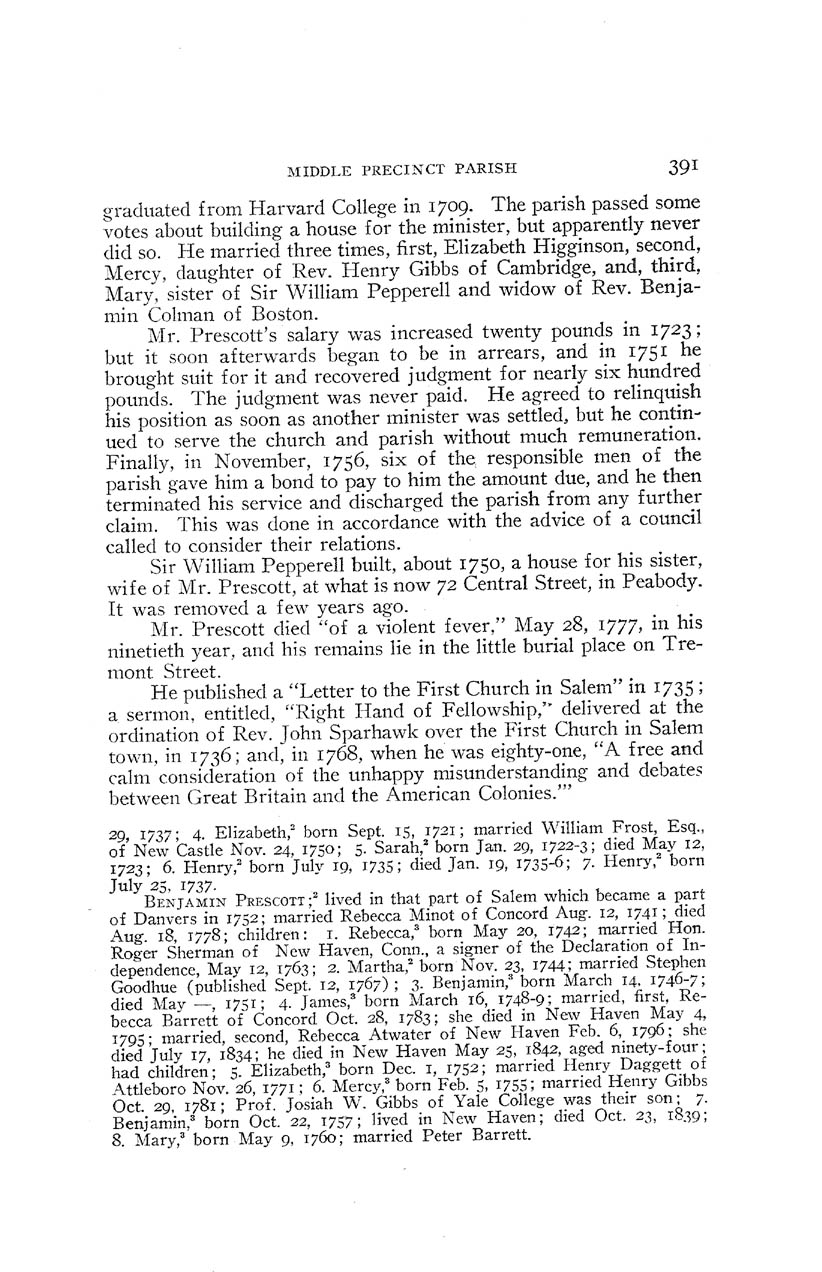 MIDDLE PRECINCT PARISH 391
graduated from Harvard College in 1709. The parish passed some
votes about building a house for the minister, but apparently never
did so. He married three times, first, Elizabeth Higginson, second,
Mercy, daughter of Rev. Henry Gibbs of Cambridge, and, third,
Mary, sister of Sir William Pepperell and widow of Rev. Benja-
min Colman of Boston.
Mr. Prescott's salary was increased twenty pounds in 1723;
but it soon afterwards began to be in arrears, and in 1751 he
brought suit for it and recovered judgment for nearly six hundred
pounds. The judgment was never paid. He agreed to relinquish
his position as soon as another minister was settled, but he contin-
ued to serve the church and parish without much remuneration.
Finally, in November, 1756, six of the responsible men of the
parish gave him a bond to pay to him the amount due, and he then
terminated his service and discharged the parish from any further
claim. This was done in accordance with the advice of a council
called to consider their relations.
Sir William Pepperell built, about 1750, a house for his sister,
wife of Mr. Prescott, at what is now 72 Central Street, in Peabody.
It was removed a few years ago.
Mr. Prescott died "of a violent fever," May 28, 1777, in his
ninetieth year, and his remains lie in the little burial place on Tre-
mont Street.
He published a "Letter to the First Church in Salem" in 1735;
a sermon, entitled, "Right Hand of Fellowship," delivered at the
ordination of Rev. John Sparhawk over the First Church in Salem
town, in 1736; and, in 1768, when he was eighty-one, "A free and
calm consideration of the unhappy misunderstanding and debates
between Great Britain and the American Colonies.'"
29, 1737; 4. Elizabeth,² born Sept. 15, 1721; married William Frost, Esq.,
of New Castle Nov. 24, 1750; 5. Sarah,² born Jan. 29, 1722-3; died May 12,
1723; 6. Henry,² born July 19, 1735; died Jan. 19, 1735-6; 7. Henry,² born
July 25, 1737.
BENJAMIN PRESCOTT;² lived in that part of Salem which became a part
of Danvers in 1752; married Rebecca Minot of Concord Aug. 12, 1741; died
Aug. 18, 1778; children: 1. Rebecca,³ born May 20, 1742; married Hon.
Roger Sherman of New Haven, Conn., a signer of the Declaration of In-
dependence, May 12, 1763; 2. Martha,² born Nov. 23, 1744; married Stephen
Goodhue (published Sept. 12, 1767); 3. Benjamin,³ born March 14, 1746-7;
died May —, 1751; 4. James,³ born March 16, 1748-9; married, first, Re-
becca Barrett of Concord Oct. 28, 1783; she died in New Haven May 4,
1795; married, second, Rebecca Atwater of New Haven Feb. 6, 1796; she
died July 17, 1834; he died in New Haven May 25, 1842, aged ninety-four;
had children; 5. Elizabeth,³ born Dec. 1, 1752; married Henry Daggett of
Attleboro Nov. 26, 1771; 6. Mercy,³ born Feb. 5, 1755; married Henry Gibbs
Oct. 29, 1781; Prof. Josiah W. Gibbs of Yale College was their son; 7.
Benjamin,³ born Oct. 22, 1757; lived in New Haven; died Oct. 23, 1839;
8. Mary,³ born May 9, 1760; married Peter Barrett.